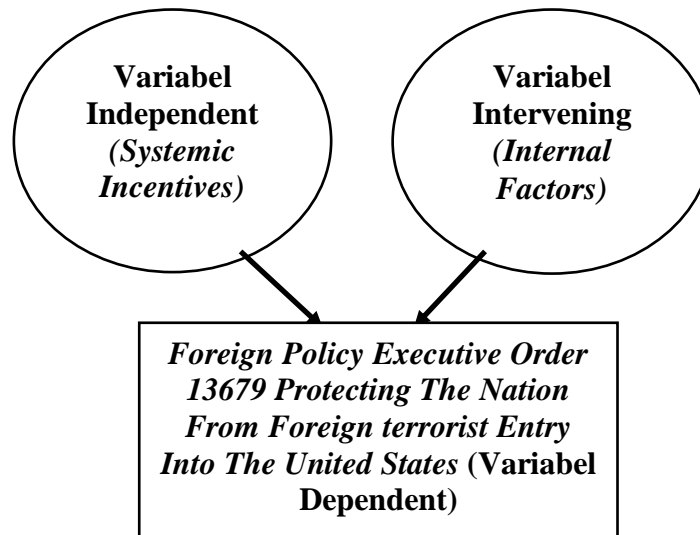 Variabel
Independent
(Systemic
Incentives)
Variabel
Intervening
(Internal
Factors)
Foreign Policy Executive Order
13679 Protecting The Nation
From Foreign terrorist Entry
Into The United States (Variabel
Dependent)